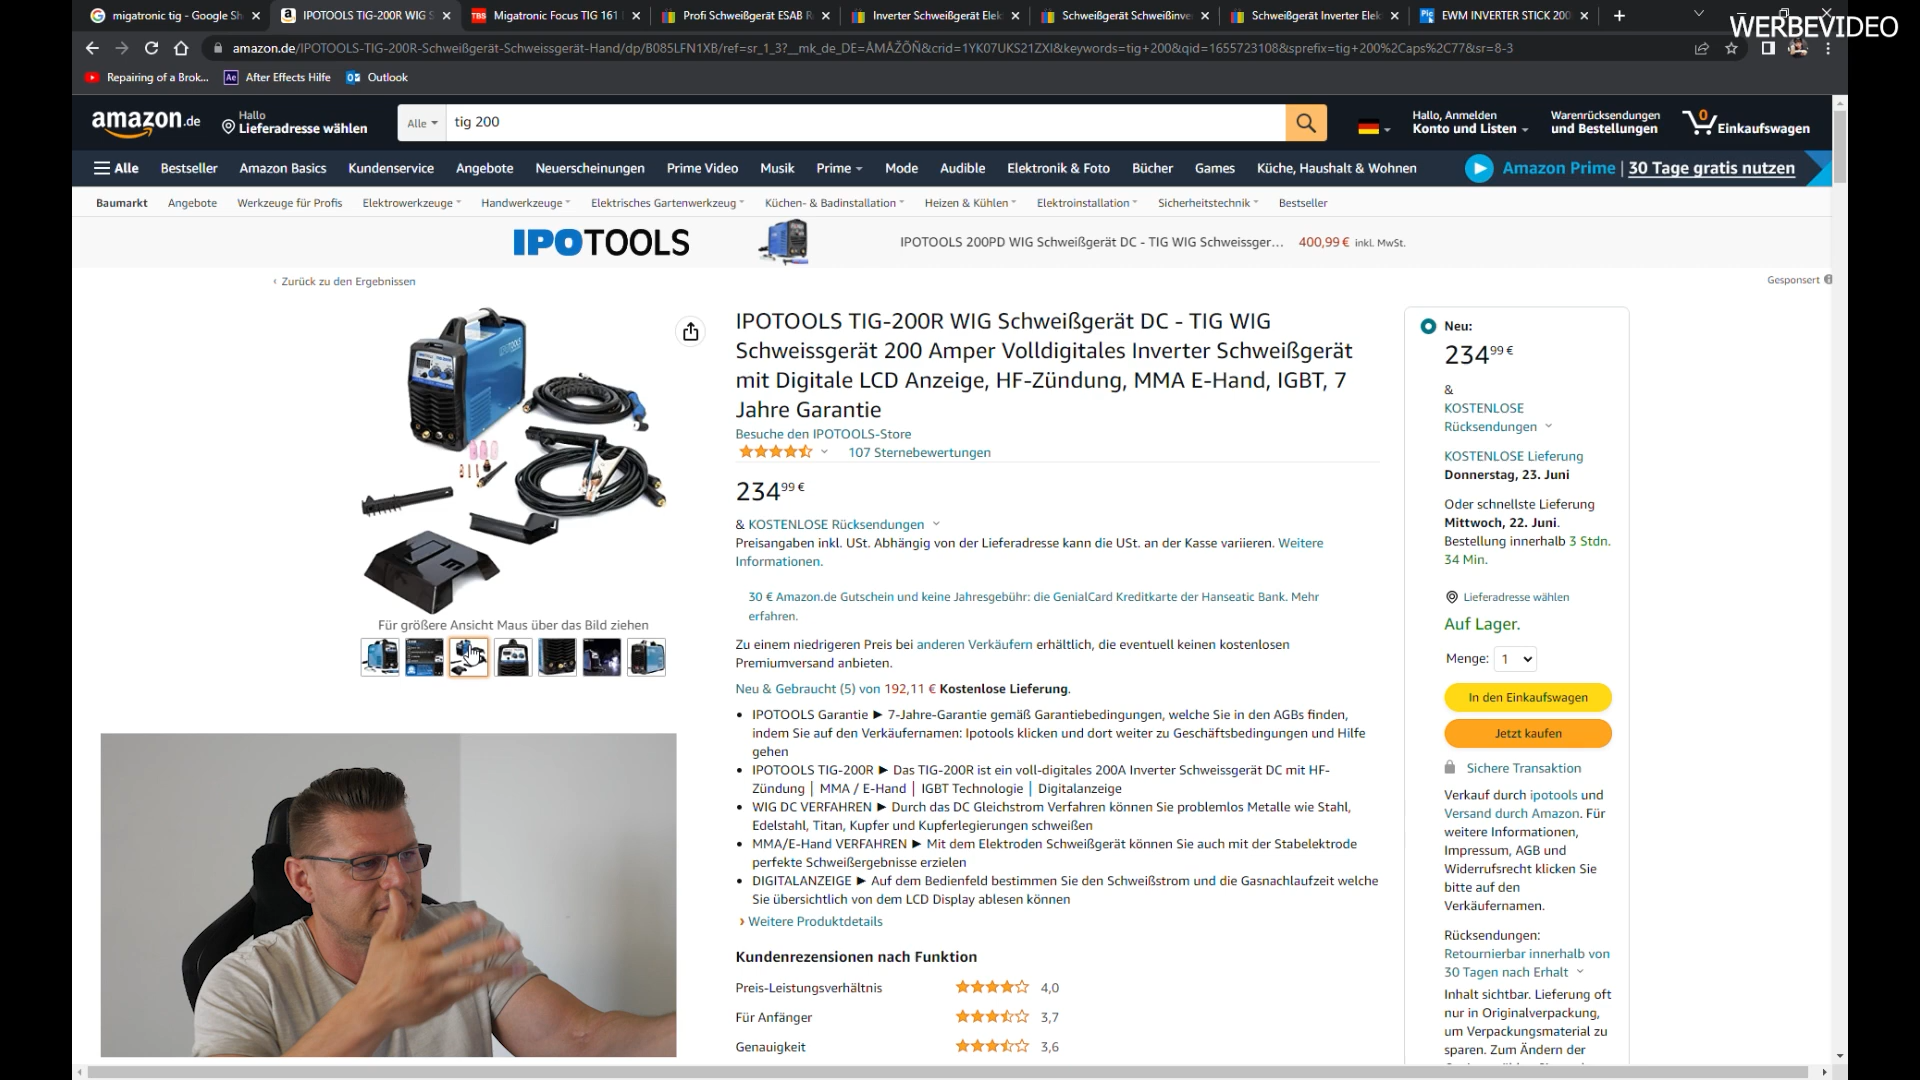 migatronic tig - Google Sh
IPOTOOLS TIG-200R WIG S
TBS
Migatronic Focus TIG 161
Profi Schweißgerät ESAB R
Inverter Schweißgerät Elek
Schweißgerät Schweißinve
Schweißgerät Inverter Elek
EWM INVERTER STICK 200
WERBEVIDEO
amazon.de/IPOTOOLS-TIG-200R-Schweißgerät-Schweissgerät-Hand/dp/B085LFN1XB/ref=sr_1_3?__mk_de_DE=ÅMÅŽÕÑ&crid=1YK07UKS21ZXI&keywords=tig+200&qid=1655723108&sprefix=tig+200%2Caps%2C77&sr=8-3
Repairing of a Brok...
Ae After Effects Hilfe
Outlook
amazon.de
Hallo
Lieferadresse wählen
Alle
tig 200
Hallo, Anmelden
Konto und Listen
Warenrücksendungen
und Bestellungen
0
Einkaufswagen
Alle Bestseller Amazon Basics Kundenservice Angebote Neuerscheinungen Prime Video Musik Prime Mode Audible Elektronik & Foto Bücher Games Küche, Haushalt & Wohnen
Amazon Prime | 30 Tage gratis nutzen
Baumarkt Angebote Werkzeuge für Profis Elektrowerkzeuge Handwerkzeuge Elektrisches Gartenwerkzeug Küchen- & Badinstallation Heizen & Kühlen Elektroinstallation Sicherheitstechnik Bestseller
IPOTOOLS
IPOTOOLS 200PD WIG Schweißgerät DC - TIG WIG Schweissger... 400,99 € inkl. MwSt.
‹ Zurück zu den Ergebnissen
Gesponsert
IPOTOOLS TIG-200R WIG Schweißgerät DC - TIG WIG
Schweissgerät 200 Amper Volldigitales Inverter Schweißgerät
mit Digitale LCD Anzeige, HF-Zündung, MMA E-Hand, IGBT, 7
Jahre Garantie
Besuche den IPOTOOLS-Store
107 Sternebewertungen
234 99 €
& KOSTENLOSE Rücksendungen
Preisangaben inkl. USt. Abhängig von der Lieferadresse kann die USt. an der Kasse variieren. Weitere
Informationen.
30 € Amazon.de Gutschein und keine Jahresgebühr: die GenialCard Kreditkarte der Hanseatic Bank. Mehr
erfahren.
Zu einem niedrigeren Preis bei anderen Verkäufern erhältlich, die eventuell keinen kostenlosen
Premiumversand anbieten.
Neu & Gebraucht (5) von 192,11 € Kostenlose Lieferung.
• IPOTOOLS Garantie ► 7-Jahre-Garantie gemäß Garantiebedingungen, welche Sie in den AGBs finden,
indem Sie auf den Verkäufernamen: Ipotools klicken und dort weiter zu Geschäftsbedingungen und Hilfe
gehen
• IPOTOOLS TIG-200R ► Das TIG-200R ist ein voll-digitales 200A Inverter Schweissgerät DC mit HF-
Zündung │ MMA / E-Hand │ IGBT Technologie │ Digitalanzeige
• WIG DC VERFAHREN ► Durch das DC Gleichstrom Verfahren können Sie problemlos Metalle wie Stahl,
Edelstahl, Titan, Kupfer und Kupferlegierungen schweißen
• MMA/E-Hand VERFAHREN ► Mit dem Elektroden Schweißgerät können Sie auch mit der Stabelektrode
perfekte Schweißergebnisse erzielen
• DIGITALANZEIGE ► Auf dem Bedienfeld bestimmen Sie den Schweißstrom und die Gasnachlaufzeit welche
Sie übersichtlich von dem LCD Display ablesen können
› Weitere Produktdetails
Kundenrezensionen nach Funktion
Preis-Leistungsverhältnis 4,0
Für Anfänger 3,7
Genauigkeit 3,6
Für größere Ansicht Maus über das Bild ziehen
Neu:
234 99 €
&
KOSTENLOSE
Rücksendungen
KOSTENLOSE Lieferung
Donnerstag, 23. Juni
Oder schnellste Lieferung
Mittwoch, 22. Juni.
Bestellung innerhalb 3 Stdn.
34 Min.
Lieferadresse wählen
Auf Lager.
Menge: 1
In den Einkaufswagen
Jetzt kaufen
Sichere Transaktion
Verkauf durch ipotools und
Versand durch Amazon. Für
weitere Informationen,
Impressum, AGB und
Widerrufsrecht klicken Sie
bitte auf den
Verkäufernamen.
Rücksendungen:
Retournierbar innerhalb von
30 Tagen nach Erhalt
Inhalt sichtbar. Lieferung oft
nur in Originalverpackung,
um Verpackungsmaterial zu
sparen. Zum Ändern der